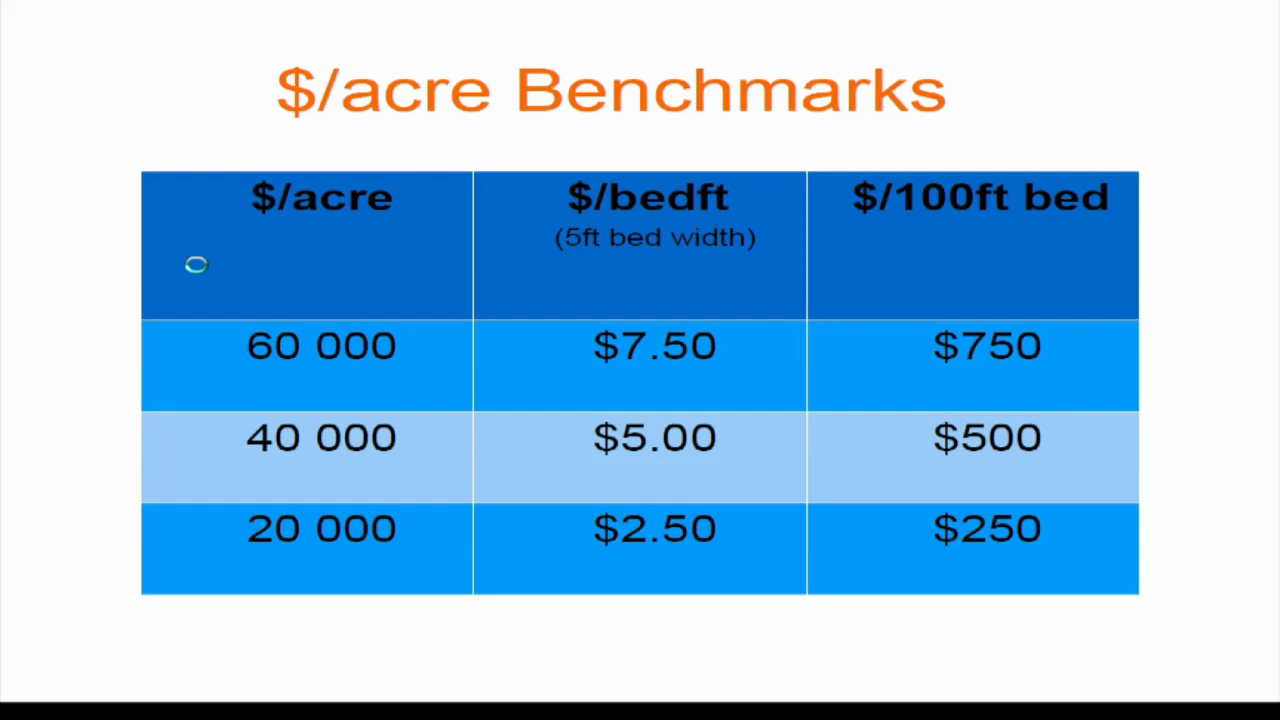 $/acre Benchmarks
$/acre $/bedft $/100ft bed
(5ft bed width)
60 000 $7.50 $750
40 000 $5.00 $500
20 000 $2.50 $250